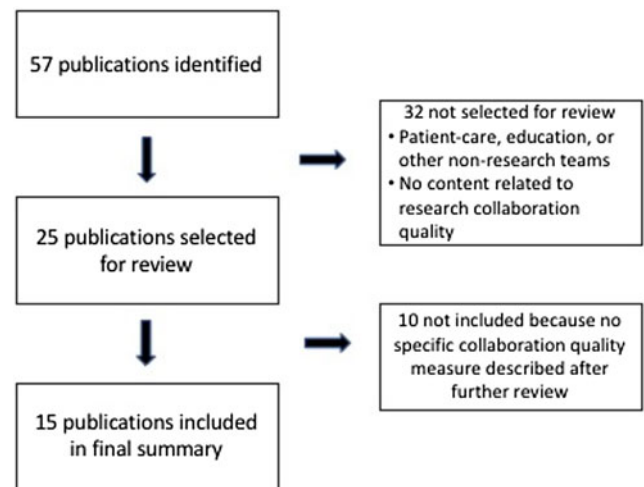 57 publications identified
32 not selected for review
• Patient-care, education, or
other non-research teams
• No content related to
research collaboration
quality
25 publications selected
for review
10 not included because no
specific collaboration quality
measure described after
further review
15 publications included
in final summary